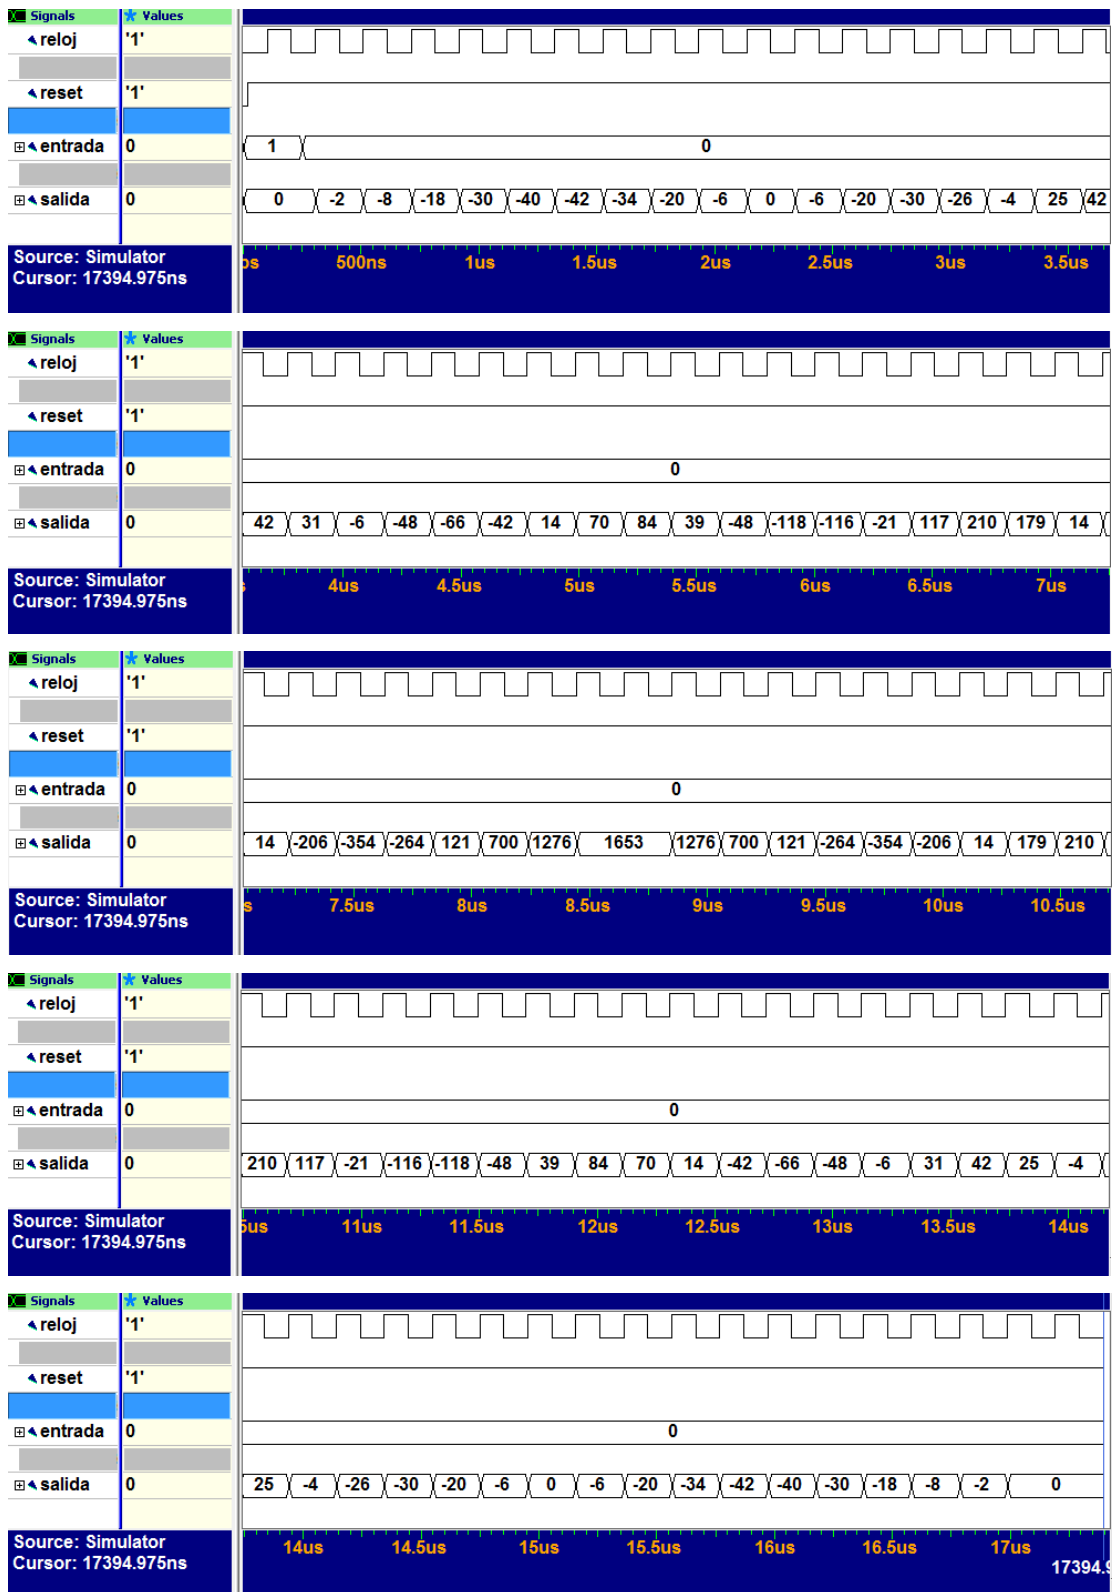 Signals Values
reloj '1'
reset '1'
entrada 0 1 0
salida 0 0 -2 -8 -18 -30 -40 -42 -34 -20 -6 0 -6 -20 -30 -26 -4 25 42
Source: Simulator
Cursor: 17394.975ns
ps 500ns 1us 1.5us 2us 2.5us 3us 3.5us
Signals Values
reloj '1'
reset '1'
entrada 0 0
salida 0 42 31 -6 -48 -66 -42 14 70 84 39 -48 -118 -116 -21 117 210 179 14
Source: Simulator
Cursor: 17394.975ns
s 4us 4.5us 5us 5.5us 6us 6.5us 7us
Signals Values
reloj '1'
reset '1'
entrada 0 0
salida 0 14 -206 -354 -264 121 700 1276 1653 1276 700 121 -264 -354 -206 14 179 210
Source: Simulator
Cursor: 17394.975ns
s 7.5us 8us 8.5us 9us 9.5us 10us 10.5us
Signals Values
reloj '1'
reset '1'
entrada 0 0
salida 0 210 117 -21 -116 -118 -48 39 84 70 14 -42 -66 -48 -6 31 42 25 -4
Source: Simulator
Cursor: 17394.975ns
5us 11us 11.5us 12us 12.5us 13us 13.5us 14us
Signals Values
reloj '1'
reset '1'
entrada 0 0
salida 0 25 -4 -26 -30 -20 -6 0 -6 -20 -34 -42 -40 -30 -18 -8 -2 0
Source: Simulator
Cursor: 17394.975ns
14us 14.5us 15us 15.5us 16us 16.5us 17us
17394.9